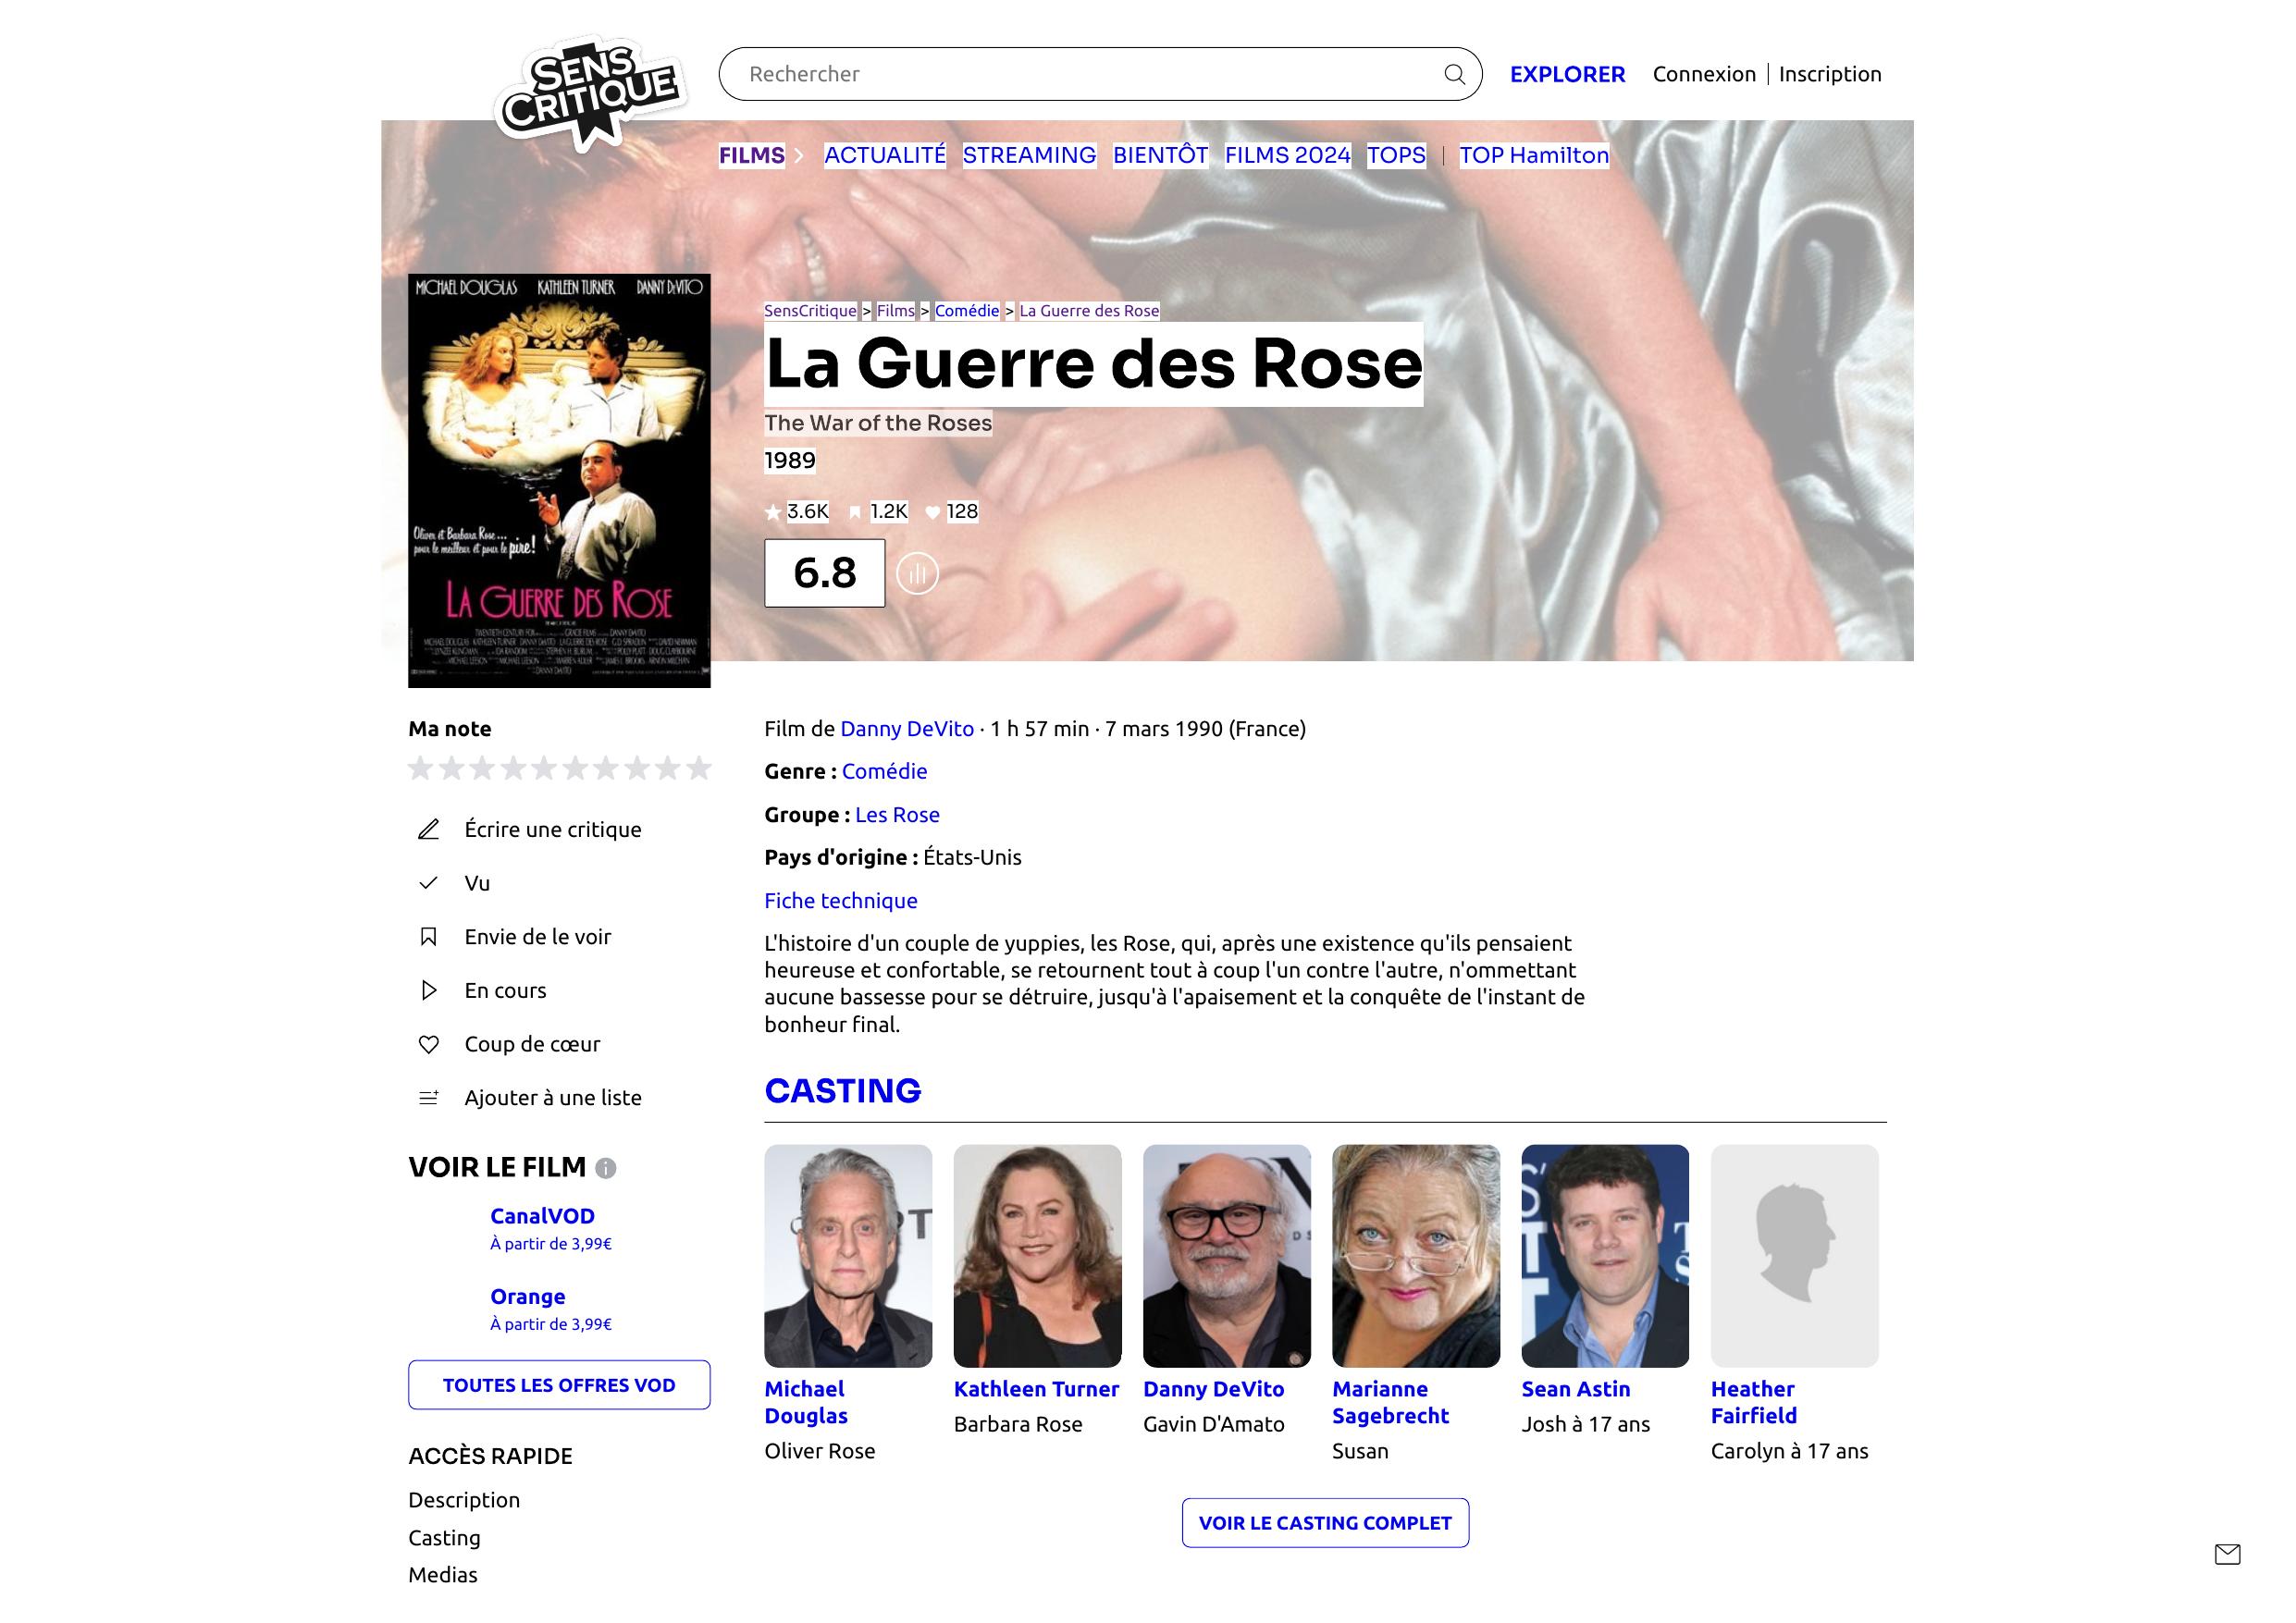 SENS
CRITIQUE
Rechercher
EXPLORER
Connexion
Inscription
FILMS
ACTUALITÉ
STREAMING
BIENTÔT
FILMS 2024
TOPS
TOP Hamilton
MICHAEL DOUGLAS KATHLEEN TURNER DANNY DEVITO
Oliver et Barbara Rose...
pour le meilleur et pour le pire!
LA GUERRE DES ROSE
SensCritique > Films > Comédie > La Guerre des Rose
La Guerre des Rose
The War of the Roses
1989
3.6K 1.2K 128
6.8
Ma note
Écrire une critique
Vu
Envie de le voir
En cours
Coup de cœur
Ajouter à une liste
VOIR LE FILM
CanalVOD
À partir de 3,99€
Orange
À partir de 3,99€
TOUTES LES OFFRES VOD
ACCÈS RAPIDE
Description
Casting
Medias
Film de Danny DeVito · 1 h 57 min · 7 mars 1990 (France)
Genre : Comédie
Groupe : Les Rose
Pays d'origine : États-Unis
Fiche technique
L'histoire d'un couple de yuppies, les Rose, qui, après une existence qu'ils pensaient
heureuse et confortable, se retournent tout à coup l'un contre l'autre, n'ommettant
aucune bassesse pour se détruire, jusqu'à l'apaisement et la conquête de l'instant de
bonheur final.
CASTING
Michael
Douglas
Oliver Rose
Kathleen Turner
Barbara Rose
Danny DeVito
Gavin D'Amato
Marianne
Sagebrecht
Susan
Sean Astin
Josh à 17 ans
Heather
Fairfield
Carolyn à 17 ans
VOIR LE CASTING COMPLET